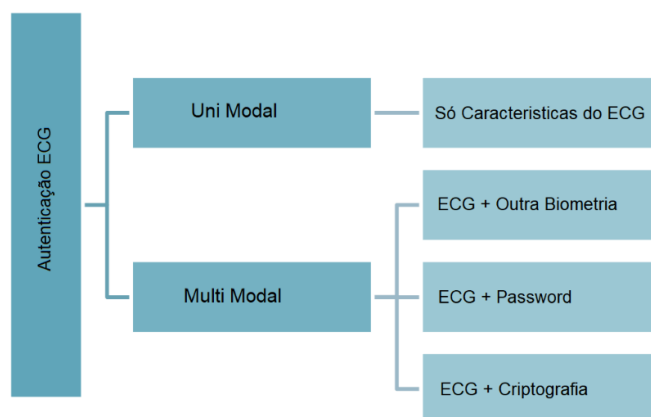 Autenticação ECG
Uni Modal
Só Caracteristicas do ECG
Multi Modal
ECG + Outra Biometria
ECG + Password
ECG + Criptografia